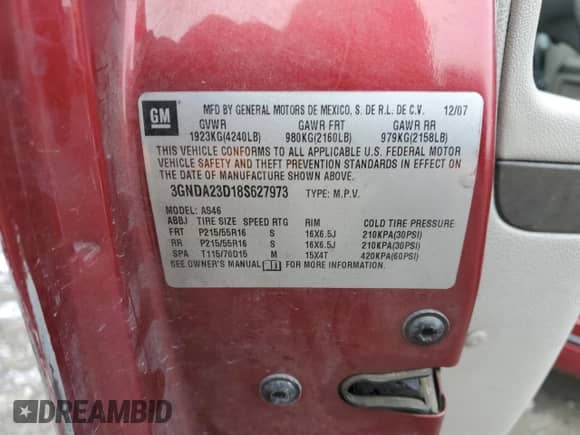 GM
MFD BY GENERAL MOTORS DE MEXICO, S. DE R.L. DE C.V. 12/07
GVWR GAWR FRT GAWR RR
1923KG(4240LB) 980KG(2160LB) 979KG(2158LB)
THIS VEHICLE CONFORMS TO ALL APPLICABLE U.S. FEDERAL MOTOR
VEHICLE SAFETY AND THEFT PREVENTION STANDARDS IN EFFECT ON
THE DATE OF MANUFACTURE SHOWN ABOVE.
3GNDA23D18S627973 TYPE: M.P.V.
MODEL: AS46
ABBJ TIRE SIZE SPEED RTG RIM COLD TIRE PRESSURE
FRT P215/55R16 S 16X6.5J 210KPA(30PSI)
RR P215/55R16 S 16X6.5J 210KPA(30PSI)
SPA T115/70D15 M 15X4T 420KPA(60PSI)
SEE OWNER'S MANUAL FOR MORE INFORMATION.
DREAMBID